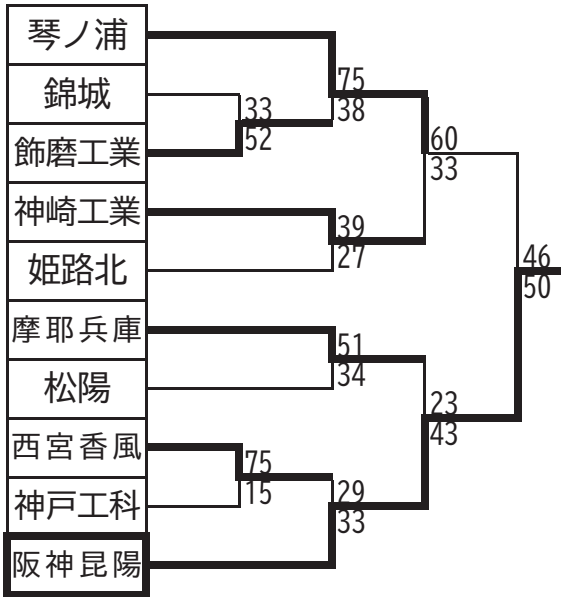 琴ノ浦
錦城
飾磨工業
神崎工業
姫路北
摩耶兵庫
松陽
西宮香風
神戸工科
阪神昆陽
33
52
75
38
39
27
60
33
51
34
75
15
29
33
23
43
46
50